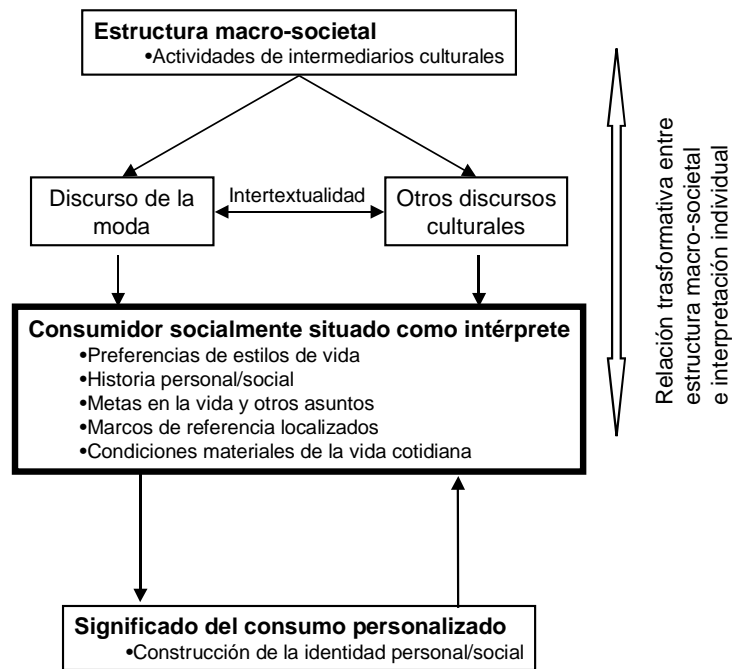 Estructura macro-societal
•Actividades de intermediarios culturales
Discurso de la
moda
Intertextualidad
Otros discursos
culturales
Consumidor socialmente situado como intérprete
•Preferencias de estilos de vida
•Historia personal/social
•Metas en la vida y otros asuntos
•Marcos de referencia localizados
•Condiciones materiales de la vida cotidiana
Significado del consumo personalizado
•Construcción de la identidad personal/social
Relación trasformativa entre
estructura macro-societal
e interpretación individual